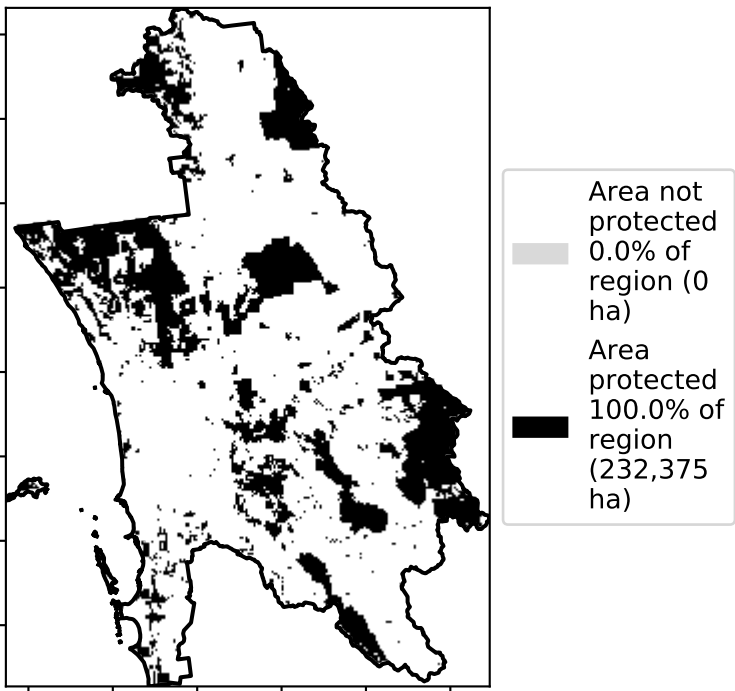 Area not
protected
0.0% of
region (0
ha)
Area
protected
100.0% of
region
(232,375
ha)